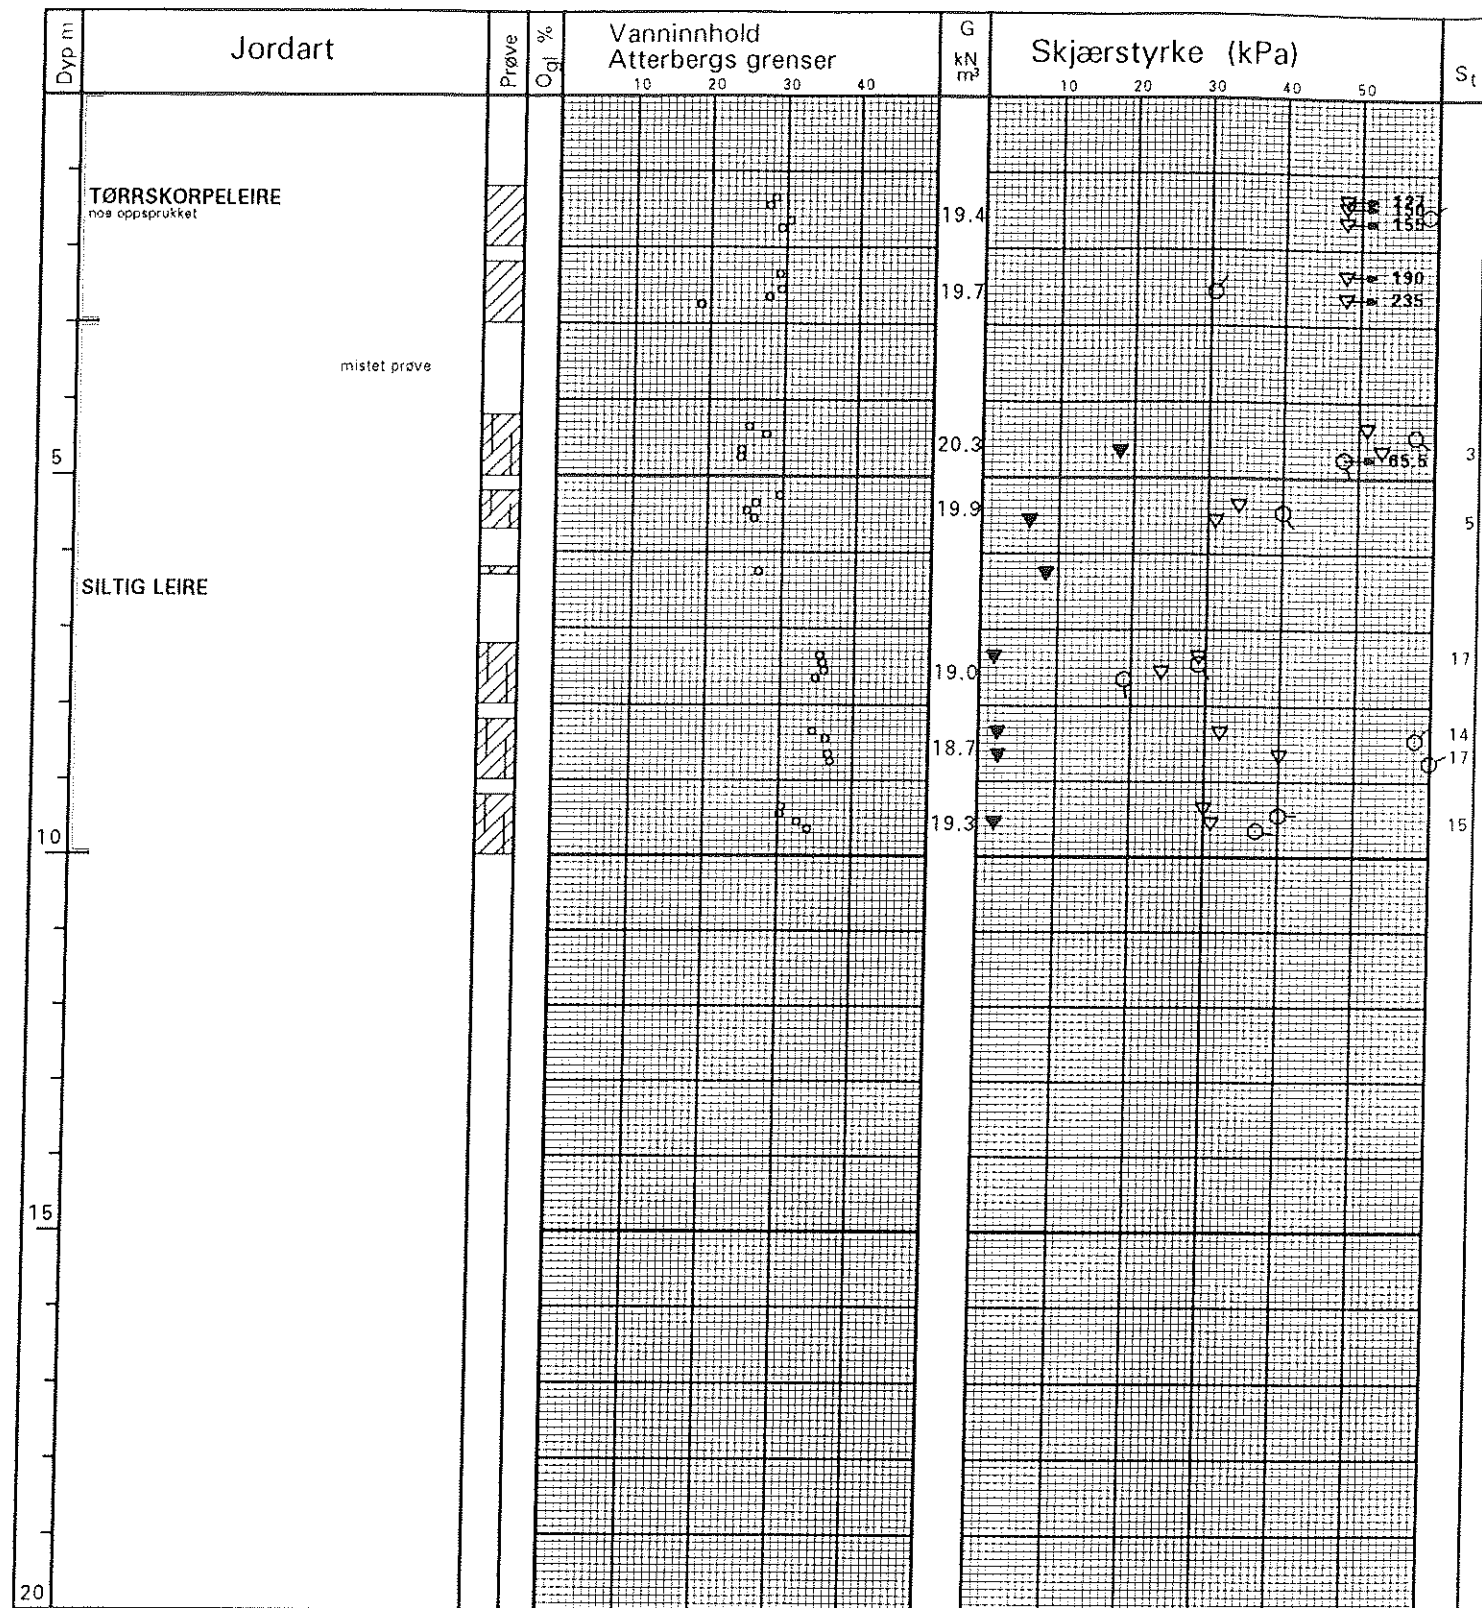 Dyp m
Jordart
Prøve
Ogl %
Vanninnhold
Atterbergs grenser
10 20 30 40
G
kN
m³
Skjærstyrke (kPa)
10 20 30 40 50
St
TØRRSKORPELEIRE
noe oppsprukket
19.4
127
150
155
19.7
190
235
mistet prøve
5
20.3
65.5
3
19.9
5
SILTIG LEIRE
19.0
17
18.7
14
17
10
19.3
15
15
20